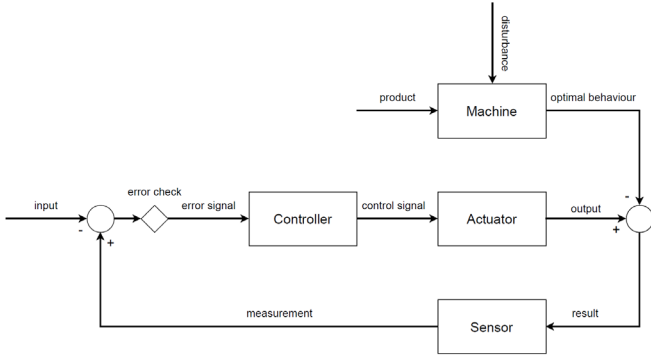 disturbance
product
Machine
optimal behaviour
-
error check
input
error signal
Controller
control signal
Actuator
output
-
+
+
measurement
Sensor
result